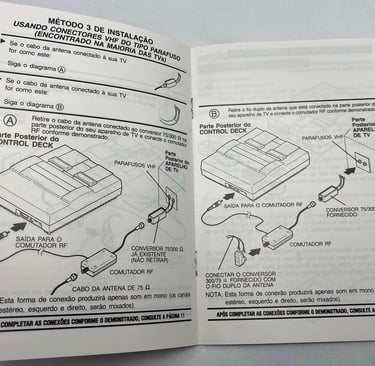 MÉTODO 3 DE INSTALAÇÃO
USANDO CONECTORES VHF DO TIPO PARAFUSO
(ENCONTRADO NA MAIORIA DAS TVs)
Se o cabo da antena conectado à sua TV
for como este:
Siga o diagrama A
Se o cabo da antena conectado à sua TV
for como este:
Siga o diagrama B
A
Retire o cabo da antena conectado ao conversor 75/300 Ω na
parte posterior do seu aparelho de TV e conecte o comutador
RF conforme demonstrado.
Parte Posterior do
CONTROL DECK
PARAFUSOS VHF
Parte
Posterior do
APARELHO
DE TV
SAÍDA PARA O
COMUTADOR RF
CONVERSOR 75/300 Ω
JÁ EXISTENTE
(NÃO RETIRAR)
COMUTADOR RF
CABO DA ANTENA DE 75 Ω
Esta forma de conexão produzirá apenas som em mono (os canais
estéreo, esquerdo e direito, serão mixados).
COMPLETAR AS CONEXÕES CONFORME O DEMONSTRADO, CONSULTE A PÁGINA 11
B
Retire o fio duplo da antena que está conectado na parte posterior do
seu aparelho de TV e conecte o comutador RF conforme demonstrado.
Parte Posterior do
CONTROL DECK
PARAFUSOS VHF
Parte
SAÍDA PARA O COMUTADOR RF
CONVERSOR 75/300
FORNECIDO
COMUTADOR RF
CONECTAR O CONVERSOR
300/75 Ω FORNECIDO COM
O FIO DUPLO DA ANTENA
NOTA: Esta forma de conexão produzirá apenas som em mono (os
estéreo, esquerdo e direito, serão mixados).
APÓS COMPLETAR AS CONEXÕES CONFORME O DEMONSTRADO, CONSULTE A